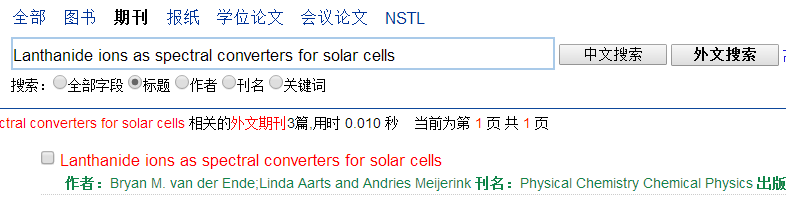 全部 图书 期刊 报纸 学位论文 会议论文 NSTL
Lanthanide ions as spectral converters for solar cells 中文搜索 外文搜索
搜索：全部字段 标题 作者 刊名 关键词
ctral converters for solar cells 相关的外文期刊3篇,用时 0.010 秒 当前为第 1 页 共 1 页
Lanthanide ions as spectral converters for solar cells
作者：Bryan M. van der Ende;Linda Aarts and Andries Meijerink 刊名：Physical Chemistry Chemical Physics 出版